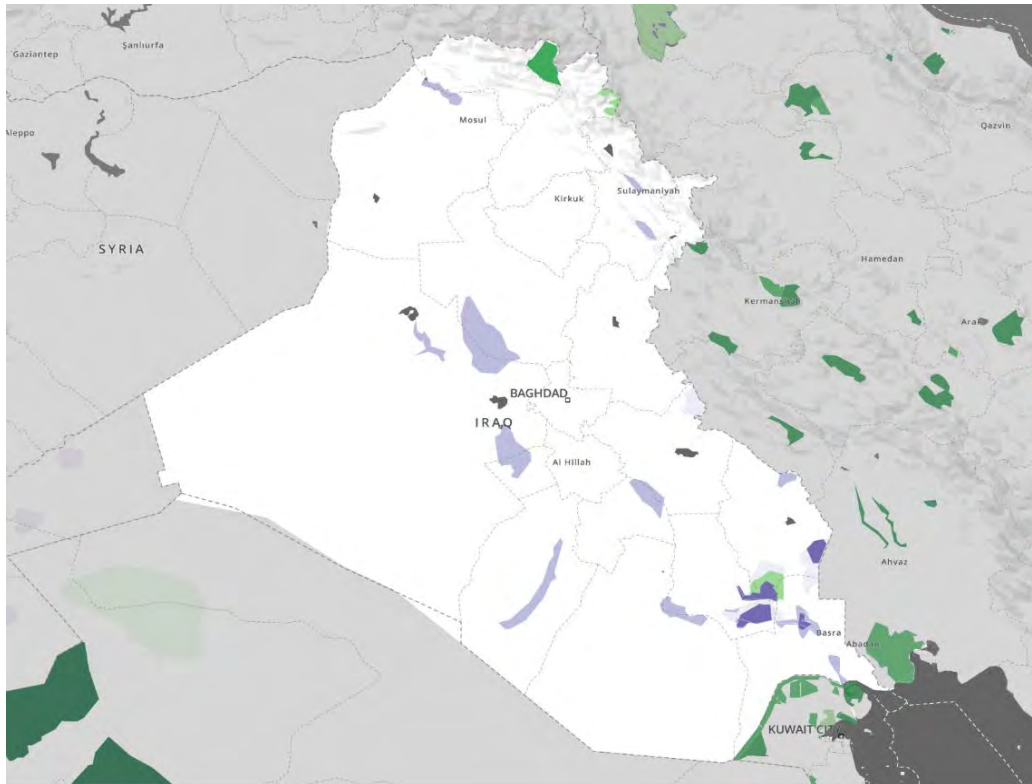 Şanlıurfa
Gaziantep
Qazvin
Mosul
Aleppo
Sulaymaniyah
Kirkuk
SYRIA
Hamedan
Kermanshah
Arak
BAGHDAD
IRAQ
Al Hillah
Ahvaz
Basra
Abadan
KUWAIT CITY